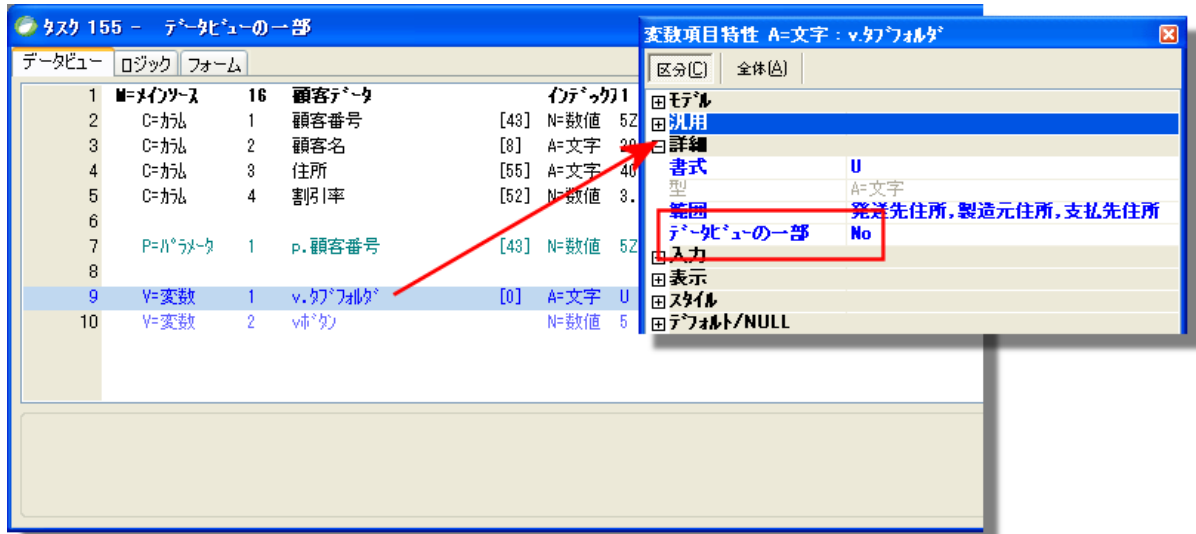 タスク 155 - データビューの一部
データビュー ロジック フォーム
1 M=メインソース 16 顧客データ インデックス 1
2 C=カラム 1 顧客番号 [43] N=数値 5Z
3 C=カラム 2 顧客名 [8] A=文字 20
4 C=カラム 3 住所 [55] A=文字 40
5 C=カラム 4 割引率 [52] N=数値 3.
6
7 P=パラメータ 1 p.顧客番号 [43] N=数値 5Z
8
9 V=変数 1 v.タブフォルダ [0] A=文字 U
10 V=変数 2 vボタン N=数値 5
変数項目特性 A=文字 : v.タブフォルダ
区分(C) 全体(A)
モデル
汎用
詳細
書式 U
型 A=文字
範囲 発送先住所,製造元住所,支払先住所
データビューの一部 No
入力
表示
スタイル
デフォルト/NULL